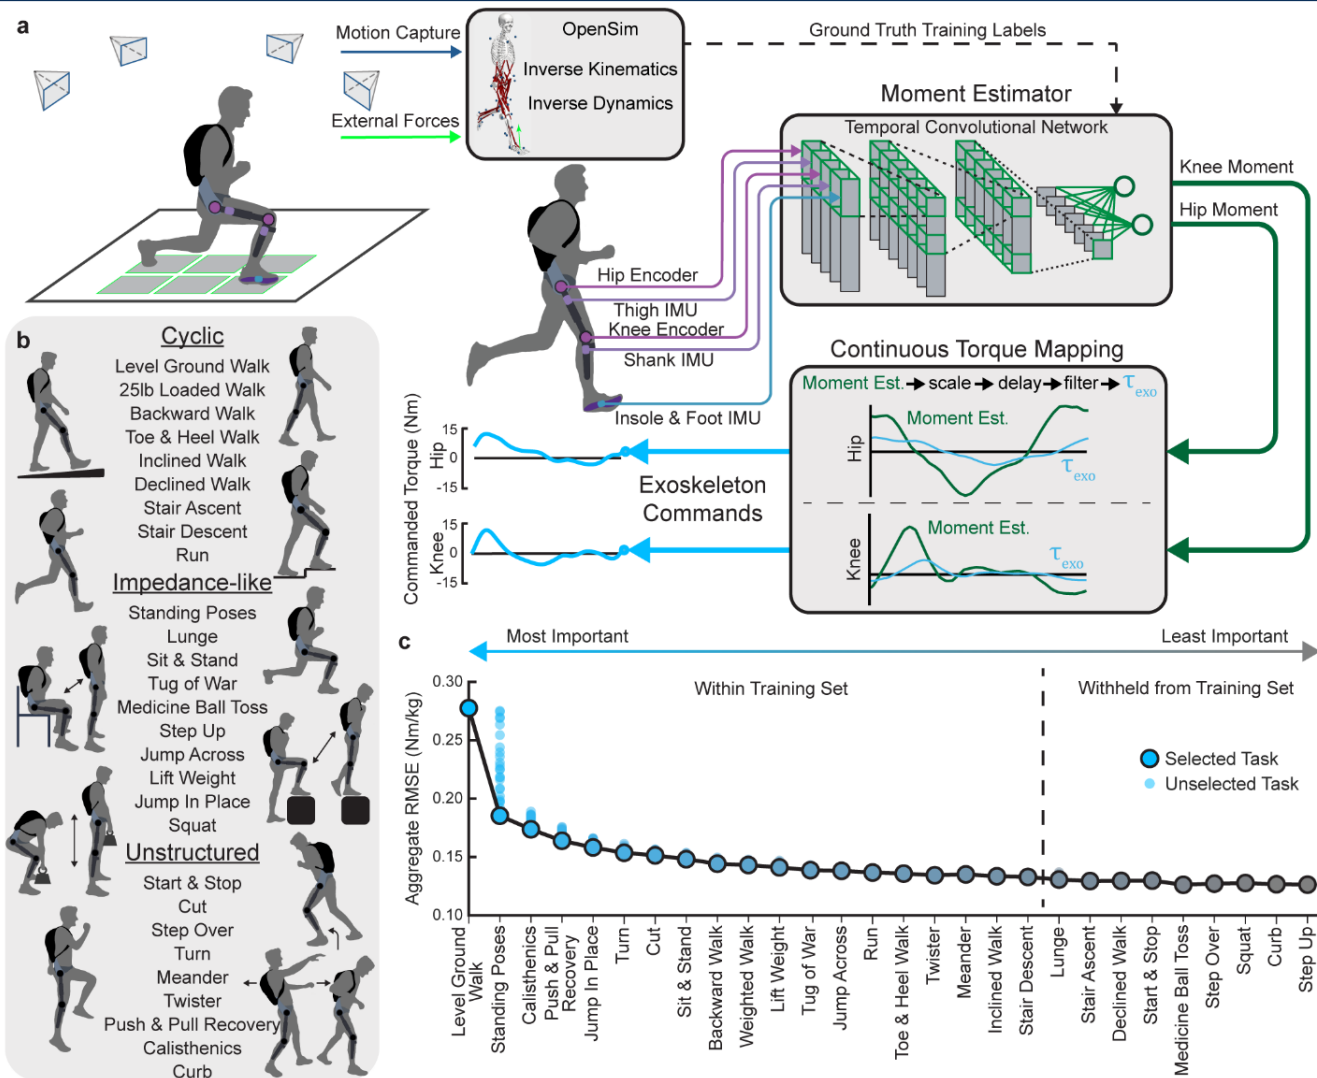 a
Motion Capture
External Forces
OpenSim
Inverse Kinematics
Inverse Dynamics
Ground Truth Training Labels
Moment Estimator
Temporal Convolutional Network
Knee Moment
Hip Moment
Hip Encoder
Thigh IMU
Knee Encoder
Shank IMU
Insole & Foot IMU
Continuous Torque Mapping
Moment Est. scale delay filter τexo
Moment Est.
Hip
τexo
Moment Est.
Knee
τexo
Exoskeleton
Commands
Commanded Torque (Nm)
Hip
15
0
-15
Knee
15
0
-15
b
Cyclic
Level Ground Walk
25lb Loaded Walk
Backward Walk
Toe & Heel Walk
Inclined Walk
Declined Walk
Stair Ascent
Stair Descent
Run
Impedance-like
Standing Poses
Lunge
Sit & Stand
Tug of War
Medicine Ball Toss
Step Up
Jump Across
Lift Weight
Jump In Place
Squat
Unstructured
Start & Stop
Cut
Step Over
Turn
Meander
Twister
Push & Pull Recovery
Calisthenics
Curb
c
Most Important
Least Important
Within Training Set
Withheld from Training Set
Selected Task
Unselected Task
Aggregate RMSE (Nm/kg)
0.30
0.25
0.20
0.15
0.10
Level Ground
Walk
Standing Poses
Calisthenics
Push & Pull
Recovery
Jump In Place
Turn
Cut
Sit & Stand
Backward Walk
Weighted Walk
Lift Weight
Tug of War
Jump Across
Run
Toe & Heel Walk
Twister
Meander
Inclined Walk
Stair Descent
Lunge
Stair Ascent
Declined Walk
Start & Stop
Medicine Ball Toss
Step Over
Squat
Curb
Step Up